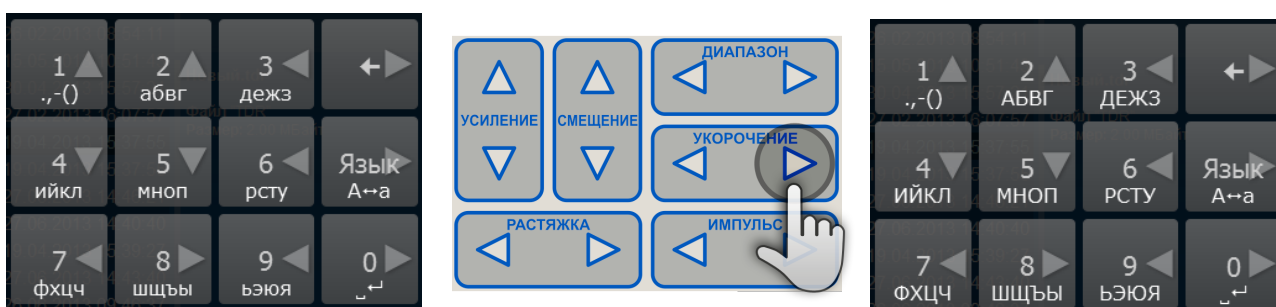 1 2 3
.,-() абвг дежз
4 5 6 Язык
ийкл мноп рсту А↔а
7 8 9 0
фхцч шщъы ьэюя
УСИЛЕНИЕ
СМЕЩЕНИЕ
ДИАПАЗОН
УКОРОЧЕНИЕ
РАСТЯЖКА
ИМПУЛЬС
1 2 3
.,-() АБВГ ДЕЖЗ
4 5 6 Язык
ИЙКЛ МНОП РСТУ А↔а
7 8 9 0
ФХЦЧ ШЩЪЫ ЬЭЮЯ